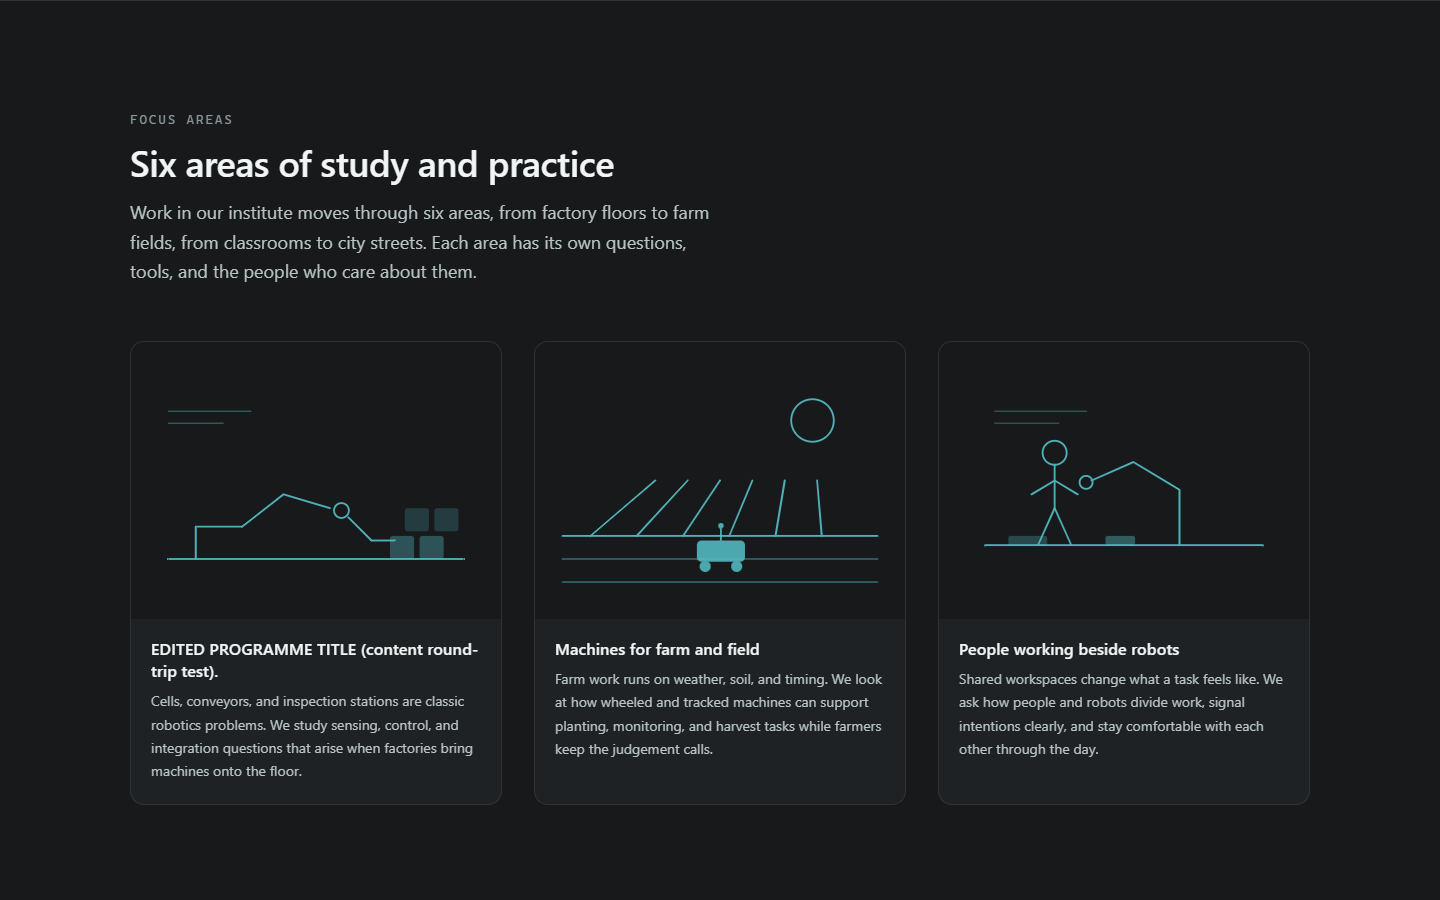 FOCUS AREAS
Six areas of study and practice
Work in our institute moves through six areas, from factory floors to farm
fields, from classrooms to city streets. Each area has its own questions,
tools, and the people who care about them.
EDITED PROGRAMME TITLE (content round-
trip test).
Cells, conveyors, and inspection stations are classic
robotics problems. We study sensing, control, and
integration questions that arise when factories bring
machines onto the floor.
Machines for farm and field
Farm work runs on weather, soil, and timing. We look
at how wheeled and tracked machines can support
planting, monitoring, and harvest tasks while farmers
keep the judgement calls.
People working beside robots
Shared workspaces change what a task feels like. We
ask how people and robots divide work, signal
intentions clearly, and stay comfortable with each
other through the day.